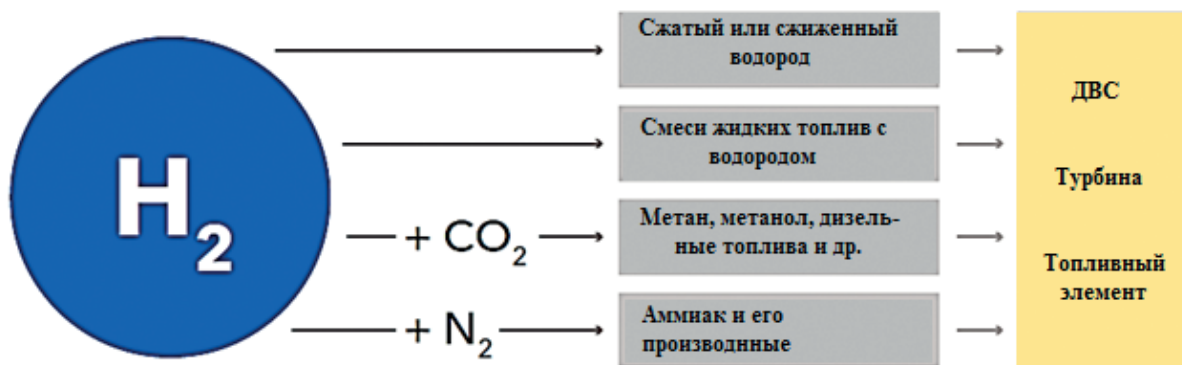 H₂
Сжатый или сжиженный
водород
Смеси жидких топлив с
водородом
+ CO₂
Метан, метанол, дизель-
ные топлива и др.
+ N₂
Аммиак и его
производнные
ДВС
Турбина
Топливный
элемент